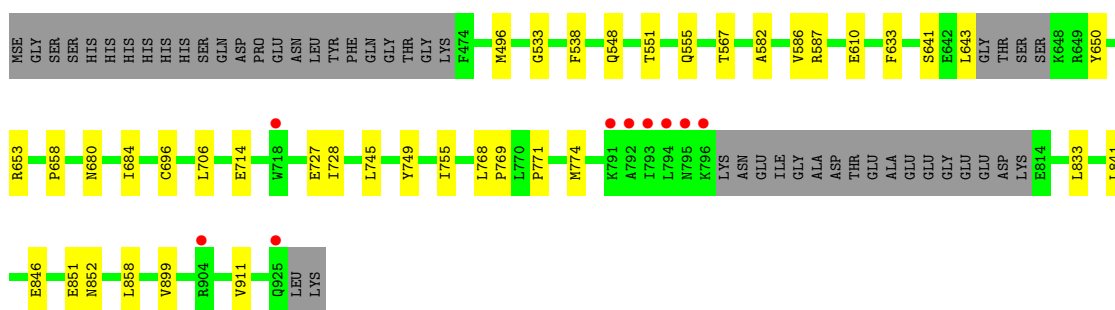 MSE GLY SER SER HIS HIS HIS HIS HIS HIS SER GLN ASP PRO GLU ASN LEU TYR PHE GLN GLY THR GLY LYS F474 M496 G533 F538 Q548 T551 Q555 T567 A582 V586 R587 E610 F633 S641 E642 L643 GLY THR SER SER K648 R649 Y650
R653 P658 N680 I684 C696 L706 E714 W718 E727 I728 L745 Y749 I755 L768 P769 L770 P771 M774 K791 A792 I793 L794 N795 K796 LYS ASN GLU ILE GLY ALA ASP THR GLU ALA GLU GLU GLY GLU GLU ASP LYS E814 L833 L841
E846 E851 N852 L858 V899 R904 V911 Q925 LEU LYS